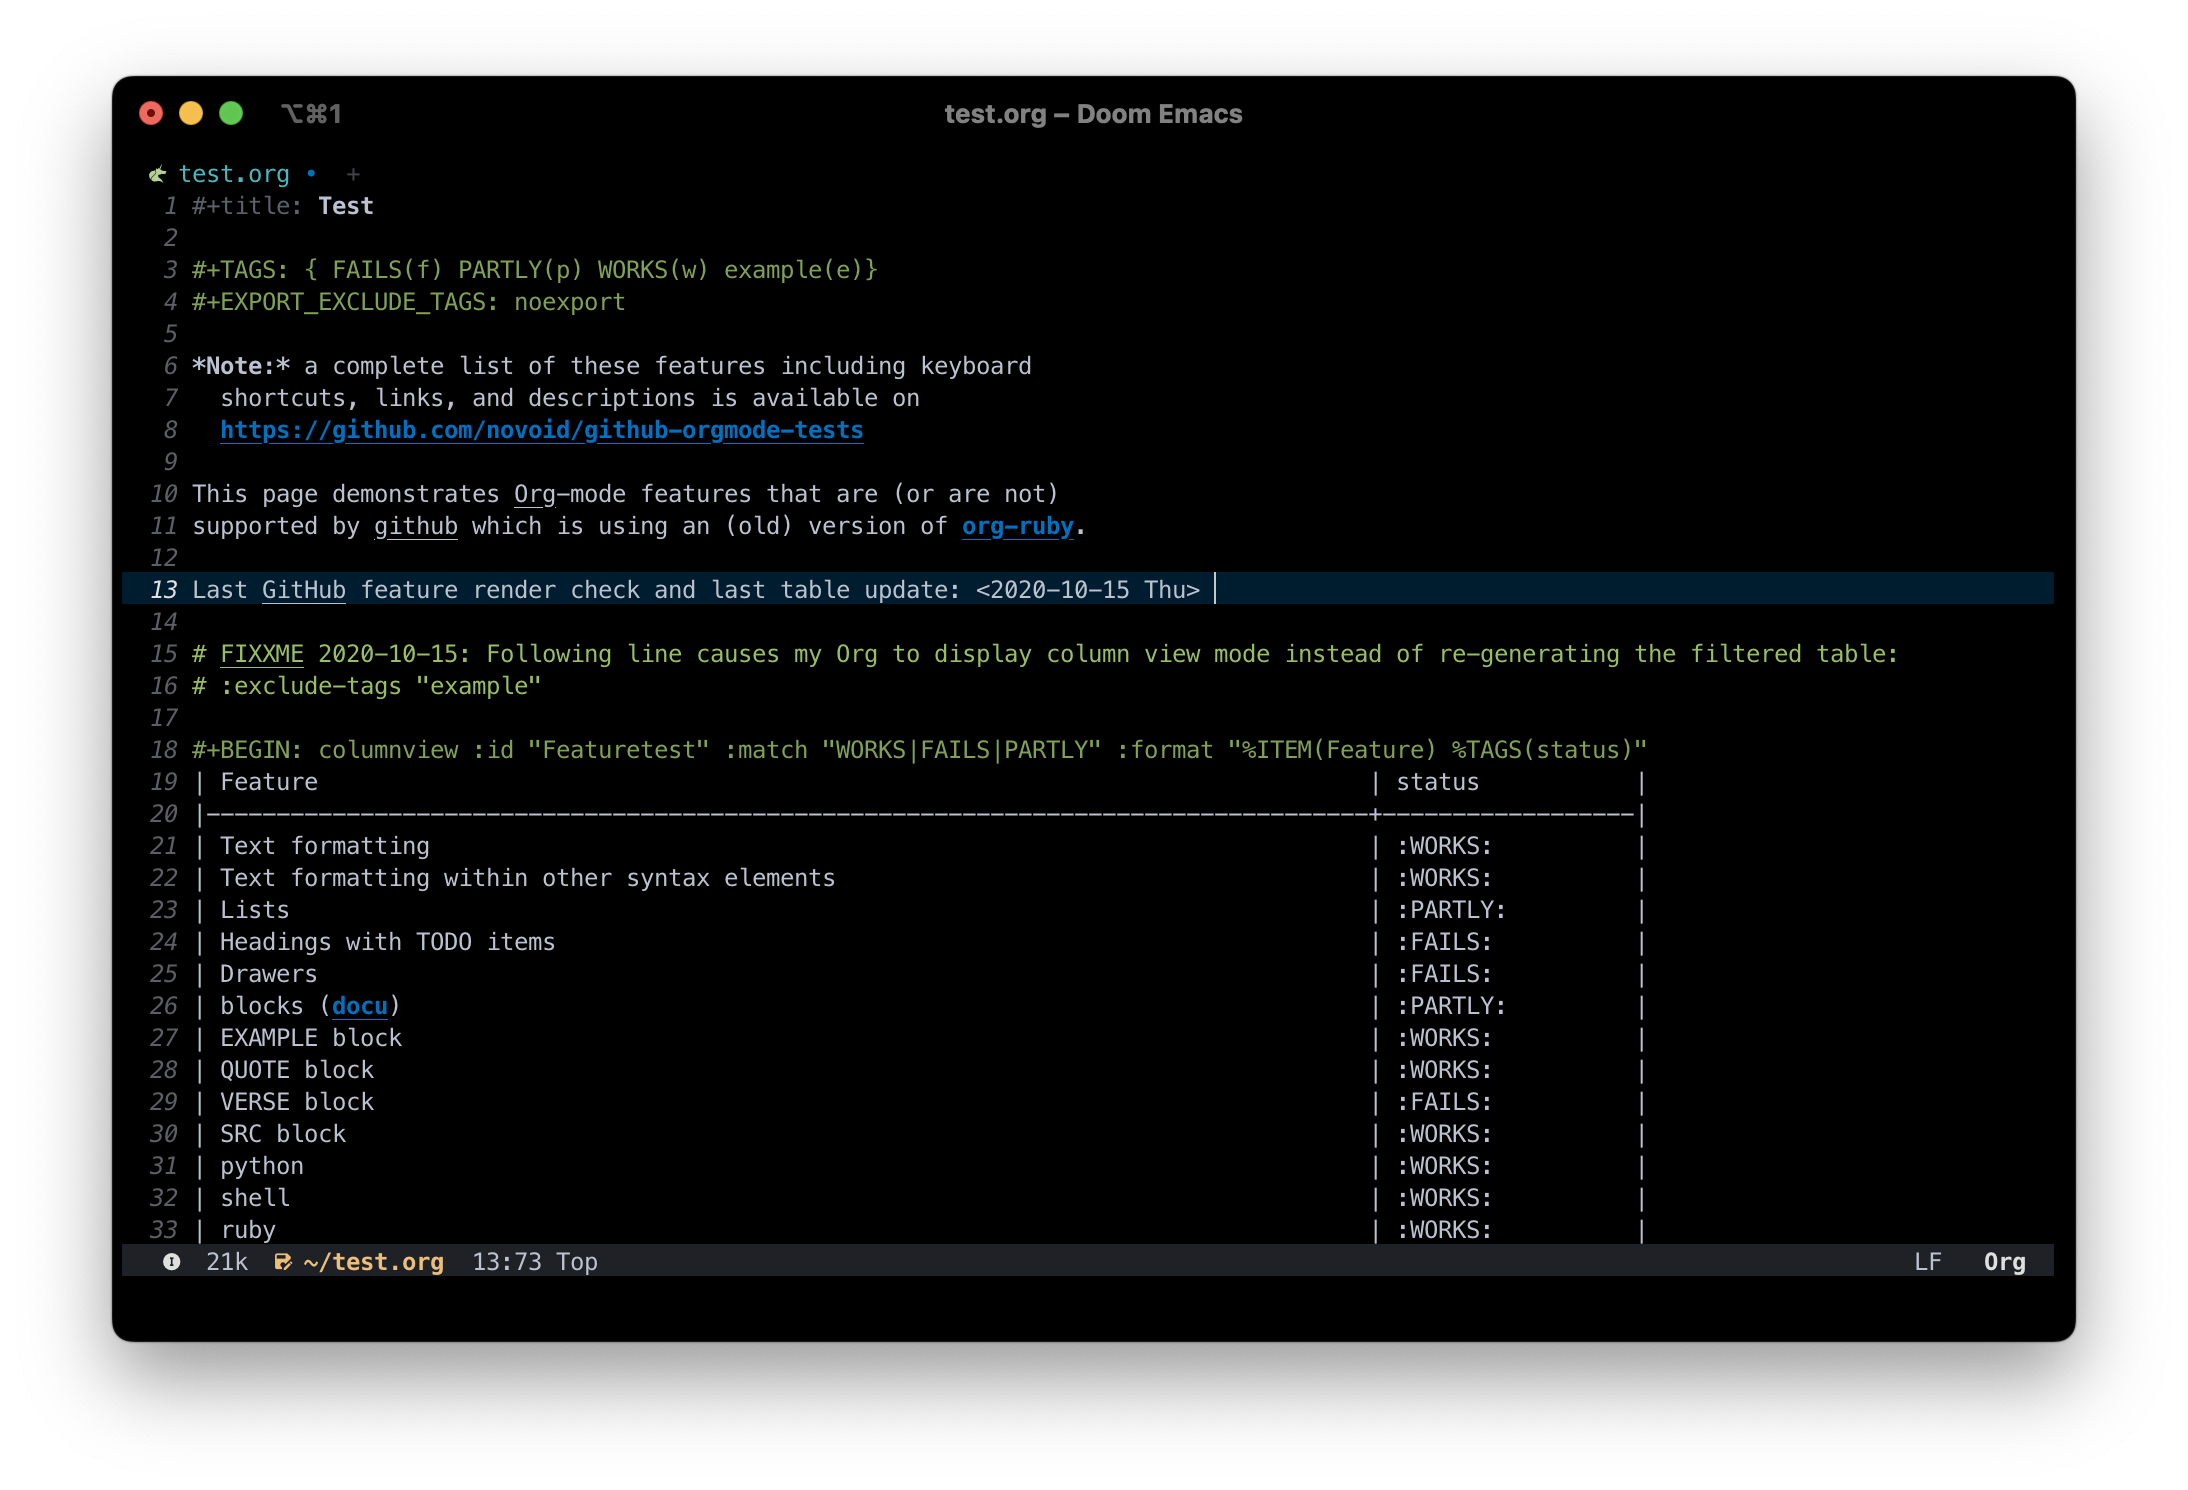 ⌥⌘1
test.org – Doom Emacs
test.org • +
1 #+title: Test
2
3 #+TAGS: { FAILS(f) PARTLY(p) WORKS(w) example(e)}
4 #+EXPORT_EXCLUDE_TAGS: noexport
5
6 *Note:* a complete list of these features including keyboard
7   shortcuts, links, and descriptions is available on
8   https://github.com/novoid/github-orgmode-tests
9
10 This page demonstrates Org-mode features that are (or are not)
11 supported by github which is using an (old) version of org-ruby.
12
13 Last GitHub feature render check and last table update: <2020-10-15 Thu>
14
15 # FIXXME 2020-10-15: Following line causes my Org to display column view mode instead of re-generating the filtered table:
16 # :exclude-tags "example"
17
18 #+BEGIN: columnview :id "Featuretest" :match "WORKS|FAILS|PARTLY" :format "%ITEM(Feature) %TAGS(status)"
19 | Feature | status |
20 |-----------------------------------------------------------------------------------+------------------|
21 | Text formatting | :WORKS: |
22 | Text formatting within other syntax elements | :WORKS: |
23 | Lists | :PARTLY: |
24 | Headings with TODO items | :FAILS: |
25 | Drawers | :FAILS: |
26 | blocks (docu) | :PARTLY: |
27 | EXAMPLE block | :WORKS: |
28 | QUOTE block | :WORKS: |
29 | VERSE block | :FAILS: |
30 | SRC block | :WORKS: |
31 | python | :WORKS: |
32 | shell | :WORKS: |
33 | ruby | :WORKS: |
I 21k ~/test.org 13:73 Top LF Org